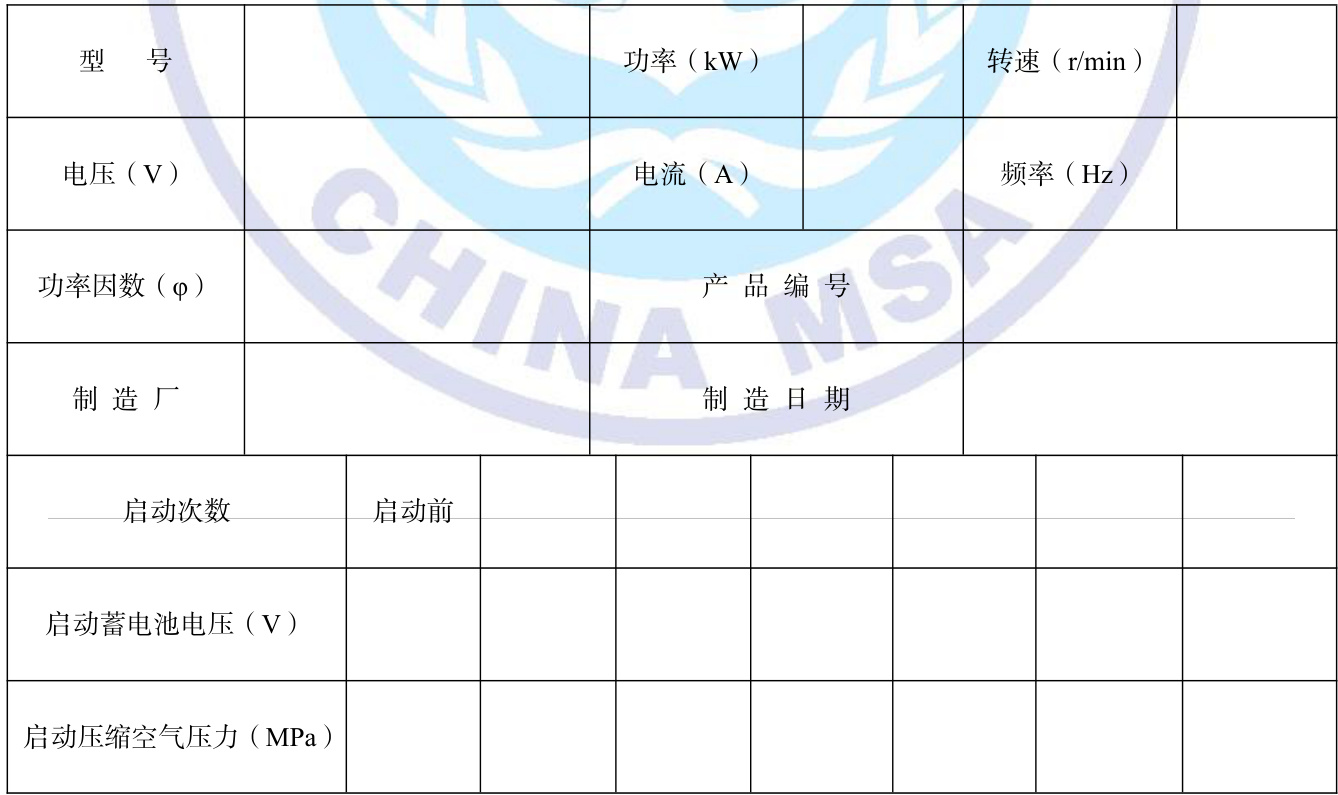 型 号 功率（kW） 转速（r/min）
电压（V） 电流（A） 频率（Hz）
功率因数（φ） 产 品 编 号
制 造 厂 制 造 日 期
启动次数 启动前
启动蓄电池电压（V）
启动压缩空气压力（MPa）
CHINA MSA